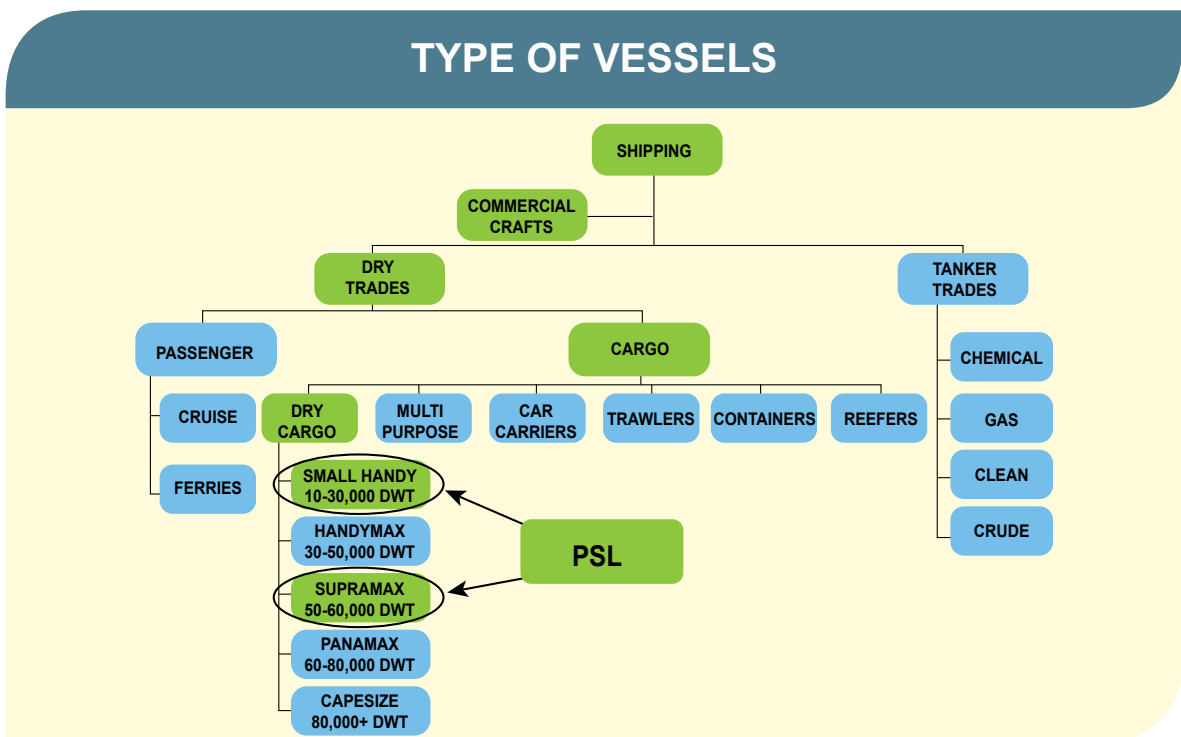 TYPE OF VESSELS
SHIPPING
COMMERCIAL
CRAFTS
DRY
TRADES
TANKER
TRADES
PASSENGER
CARGO
CHEMICAL
CRUISE
DRY
CARGO
MULTI
PURPOSE
CAR
CARRIERS
TRAWLERS
CONTAINERS
REEFERS
GAS
FERRIES
SMALL HANDY
10-30,000 DWT
CLEAN
HANDYMAX
30-50,000 DWT
PSL
CRUDE
SUPRAMAX
50-60,000 DWT
PANAMAX
60-80,000 DWT
CAPESIZE
80,000+ DWT